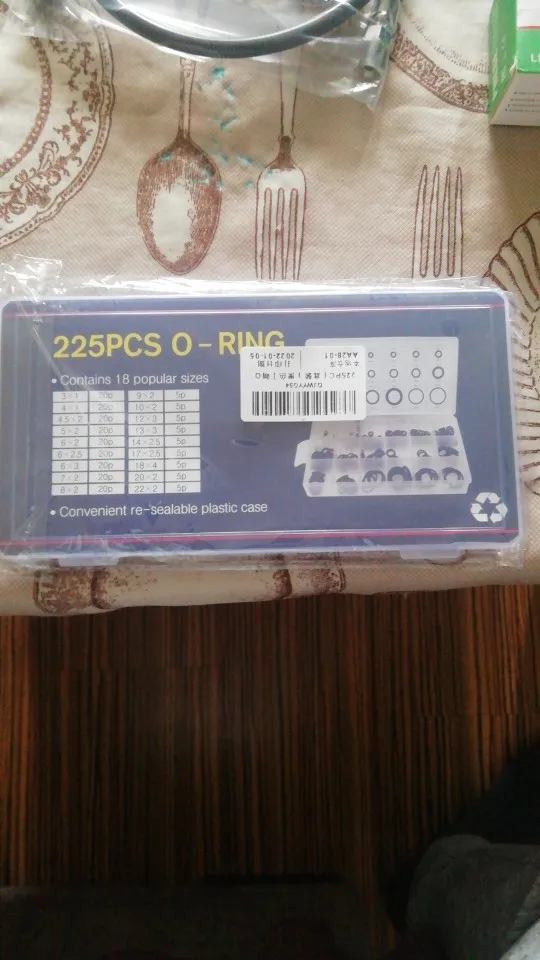 225PCS O-RING
• Contains 18 popular sizes
3×1 20p 9×2 5p
4×1 20p 10×2 5p
4.5×2 20p 12×2 5p
5×2 20p 13×3 5p
6×2 20p 14×2.5 5p
6×2.5 20p 17×2.5 5p
6×3 20p 18×4 5p
7×2 20p 20×2 5p
8×2 20p 22×2 5p
• Convenient re-sealable plastic case
225PC
AA28-01
2022-01-05